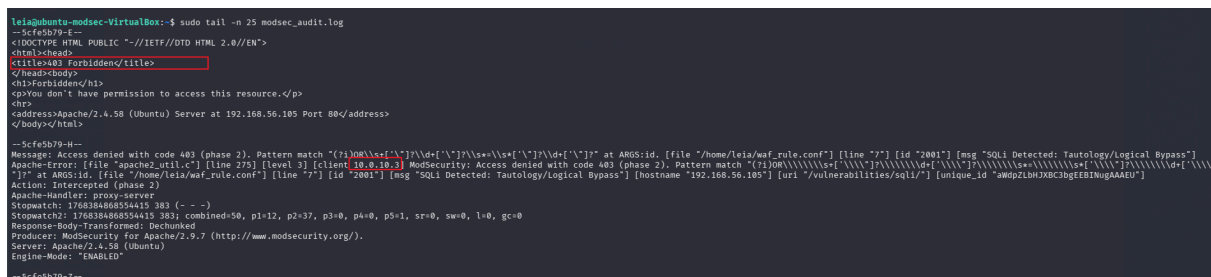 leia@ubuntu-modsec-VirtualBox:~$ sudo tail -n 25 modsec_audit.log
--5cfe5b79-E--
<!DOCTYPE HTML PUBLIC "-//IETF//DTD HTML 2.0//EN">
<html><head>
<title>403 Forbidden</title>
</head><body>
<h1>Forbidden</h1>
<p>You don't have permission to access this resource.</p>
<hr>
<address>Apache/2.4.58 (Ubuntu) Server at 192.168.56.105 Port 80</address>
</body></html>
--5cfe5b79-H--
Message: Access denied with code 403 (phase 2). Pattern match "(?i)OR\\s+['\"]?\\d+['\"]?\\s*=\\s*['\"]?\\d+['\"]?" at ARGS:id. [file "/home/leia/waf_rule.conf"] [line "7"] [id "2001"] [msg "SQLi Detected: Tautology/Logical Bypass"]
Apache-Error: [file "apache2_util.c"] [line 275] [level 3] [client 10.0.10.3] ModSecurity: Access denied with code 403 (phase 2). Pattern match "(?i)OR\\\\\\\\s+['\\\\"]?\\\\\\\\d+['\\\\"]?\\\\\\\\s*=\\\\\\\\s*['\\\\"]?\\\\\\\\d+['\\\\
"]?" at ARGS:id. [file "/home/leia/waf_rule.conf"] [line "7"] [id "2001"] [msg "SQLi Detected: Tautology/Logical Bypass"] [hostname "192.168.56.105"] [uri "/vulnerabilities/sqli/"] [unique_id "aWdpZLbHJXBC3bgEEBINugAAAEU"]
Action: Intercepted (phase 2)
Apache-Handler: proxy-server
Stopwatch: 1768384868554415 383 (- - -)
Stopwatch2: 1768384868554415 383; combined=50, p1=12, p2=37, p3=0, p4=0, p5=1, sr=0, sw=0, l=0, gc=0
Response-Body-Transformed: Dechunked
Producer: ModSecurity for Apache/2.9.7 (http://www.modsecurity.org/).
Server: Apache/2.4.58 (Ubuntu)
Engine-Mode: "ENABLED"
--5cfe5b79-Z--